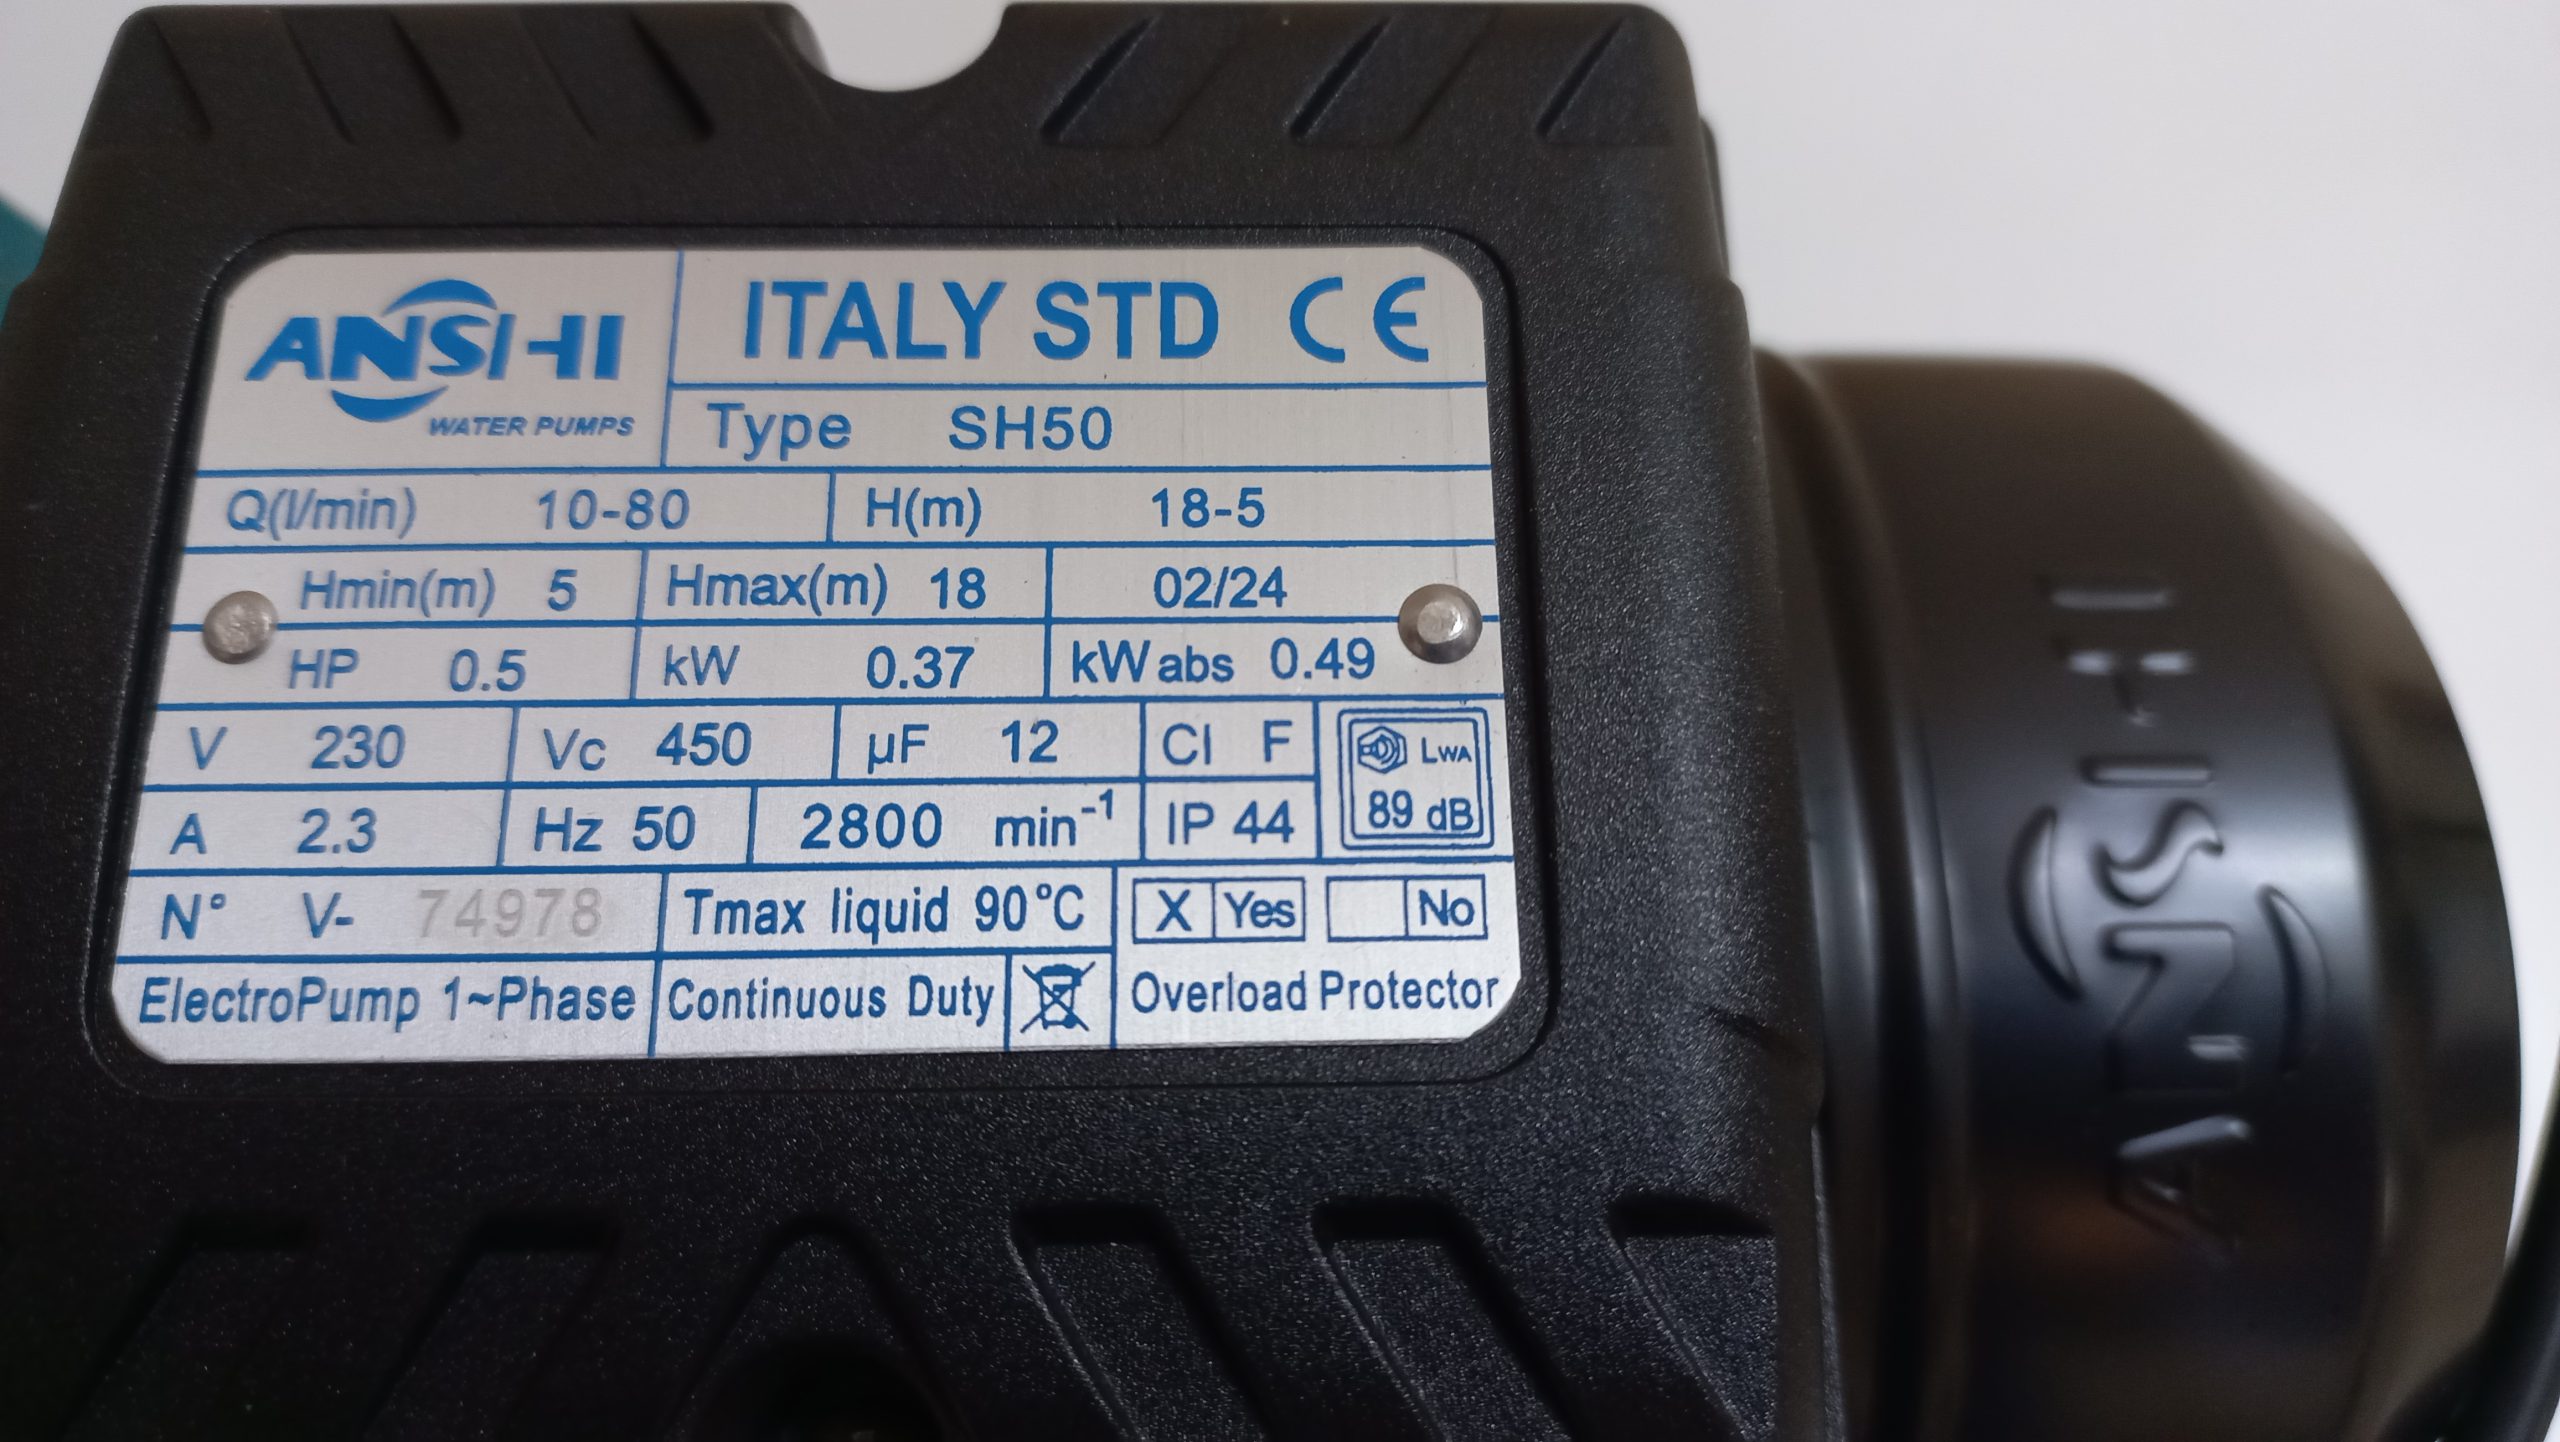 ANSHI
WATER PUMPS
ITALY STD CE
Type SH50
Q(l/min) 10-80 H(m) 18-5
Hmin(m) 5 Hmax(m) 18 02/24
HP 0.5 kW 0.37 kW abs 0.49
V 230 Vc 450 µF 12 Cl F LWA
A 2.3 Hz 50 2800 min⁻¹ IP 44 89 dB
N° V- 74978 Tmax liquid 90°C X Yes No
ElectroPump 1~Phase Continuous Duty Overload Protector
ANSHI